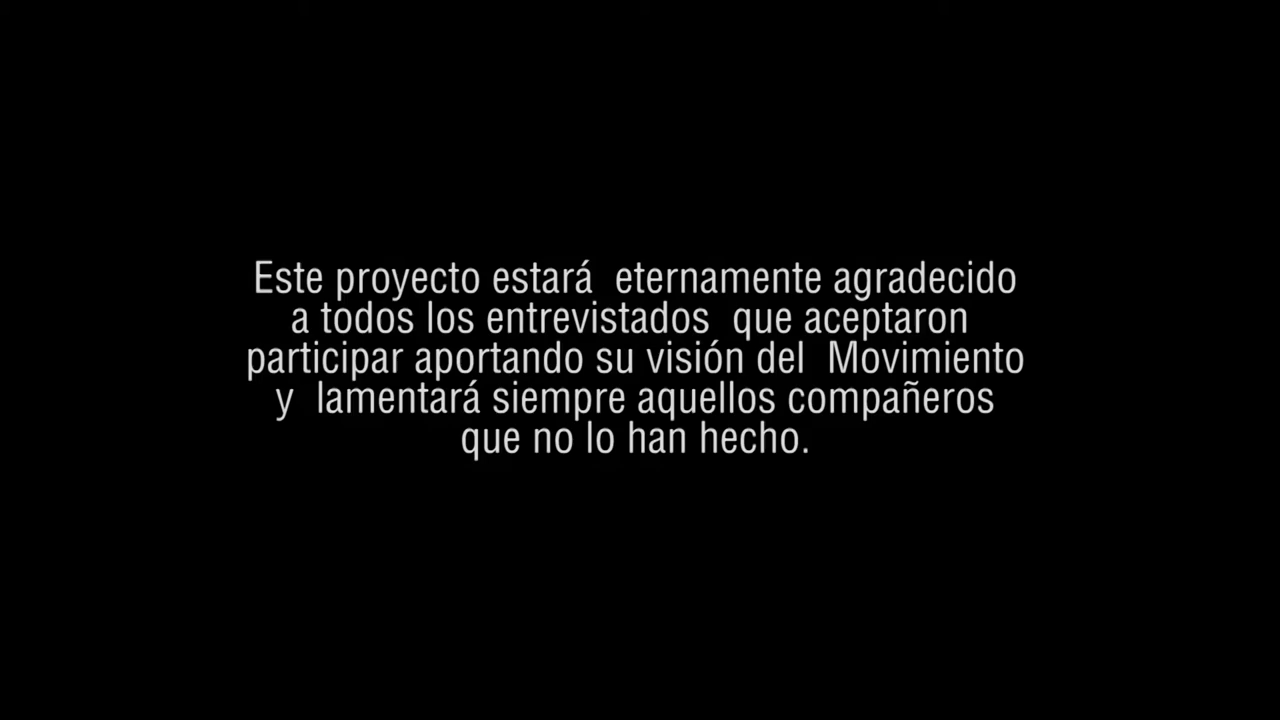 Este proyecto estará  eternamente agradecido
a todos los entrevistados  que aceptaron
participar aportando su visión del  Movimiento
y  lamentará siempre aquellos compañeros
que no lo han hecho.